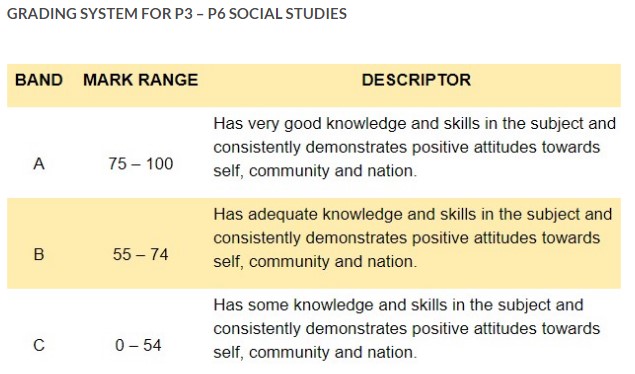 GRADING SYSTEM FOR P3 – P6 SOCIAL STUDIES
BAND MARK RANGE DESCRIPTOR
Has very good knowledge and skills in the subject and
consistently demonstrates positive attitudes towards
A 75 – 100 self, community and nation.
Has adequate knowledge and skills in the subject and
consistently demonstrates positive attitudes towards
B 55 – 74 self, community and nation.
Has some knowledge and skills in the subject and
consistently demonstrates positive attitudes towards
C 0 – 54 self, community and nation.